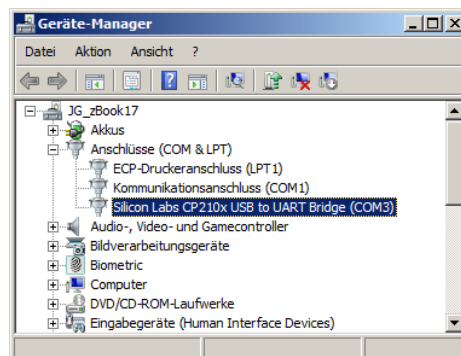 Geräte-Manager
Datei Aktion Ansicht ?
JG_zBook17
Akkus
Anschlüsse (COM & LPT)
ECP-Druckeranschluss (LPT1)
Kommunikationsanschluss (COM1)
Silicon Labs CP210x USB to UART Bridge (COM3)
Audio-, Video- und Gamecontroller
Bildverarbeitungsgeräte
Biometric
Computer
DVD/CD-ROM-Laufwerke
Eingabegeräte (Human Interface Devices)